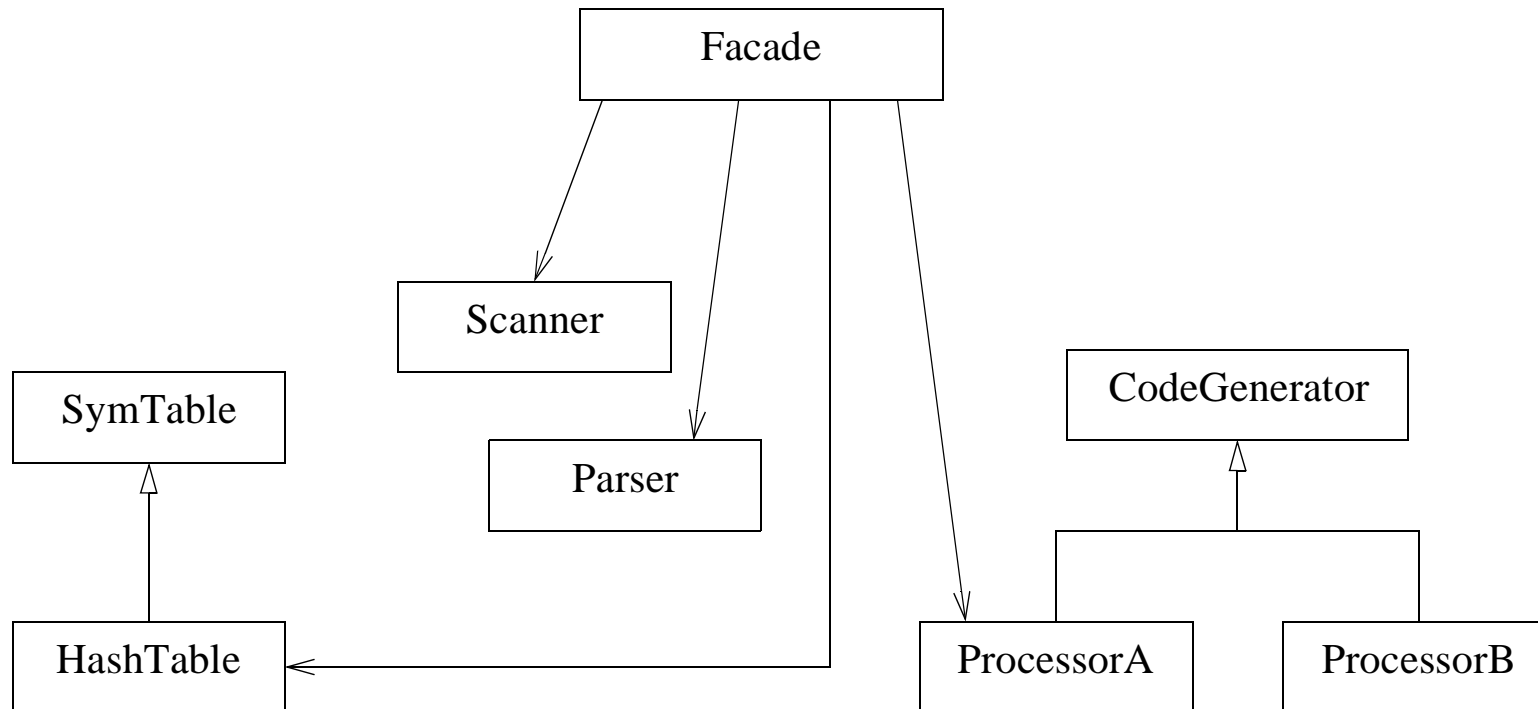 Facade
Scanner
CodeGenerator
SymTable
Parser
HashTable
ProcessorA
ProcessorB